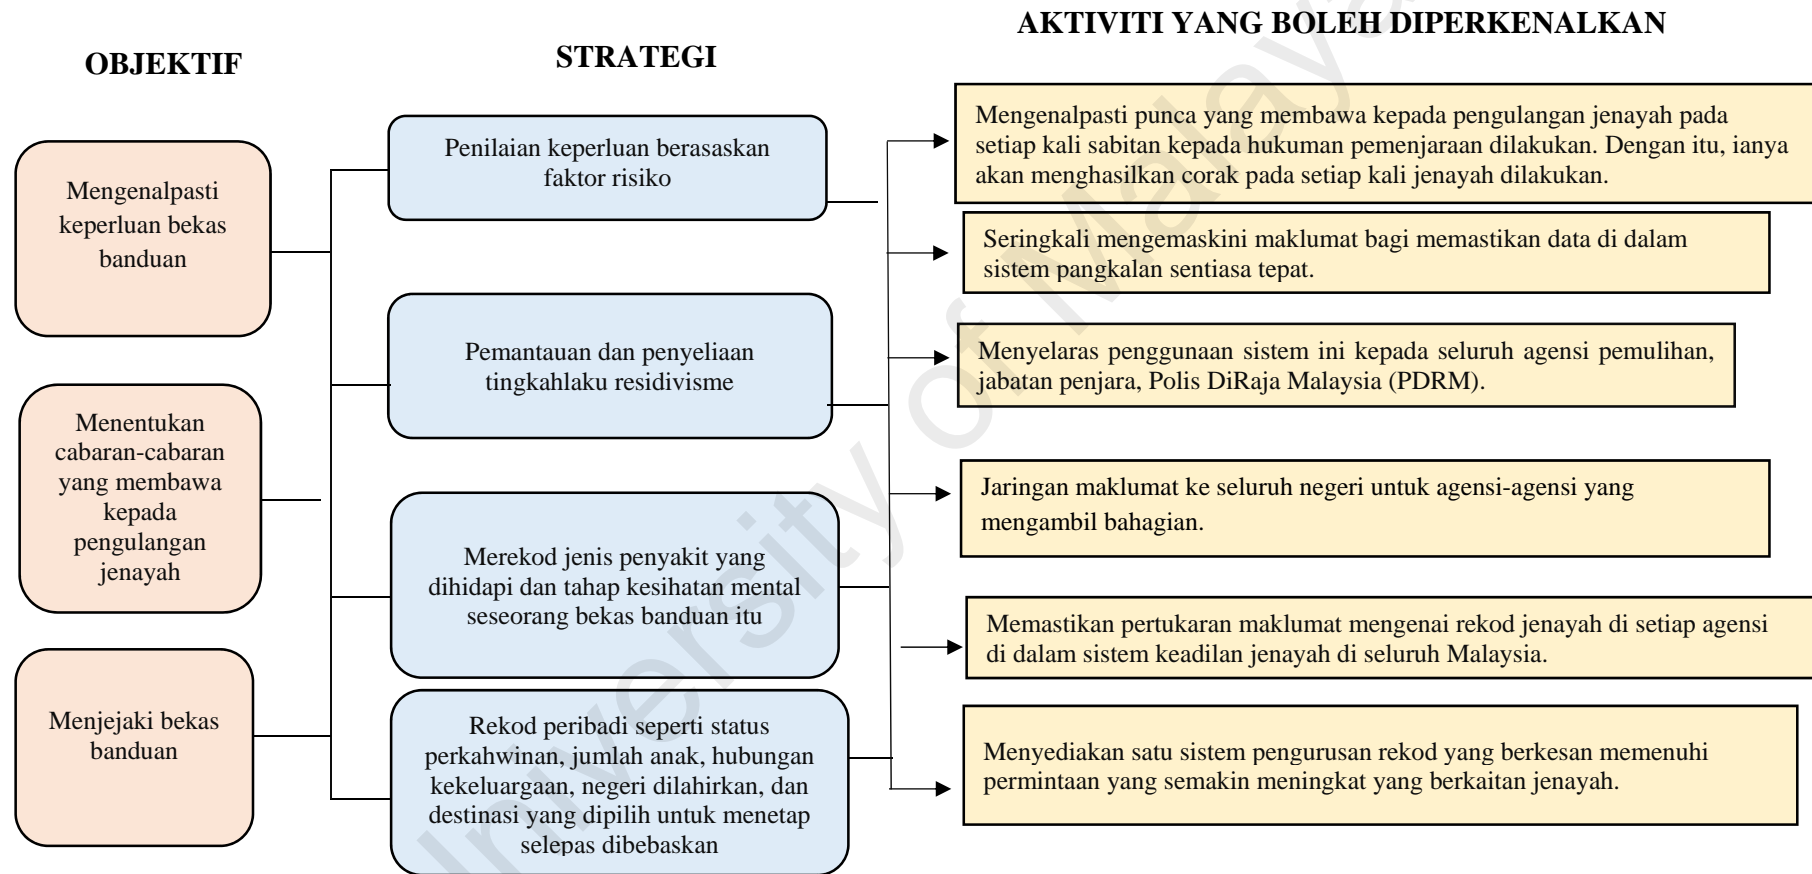 OBJEKTIF
Mengenalpasti
keperluan bekas
banduan
Menentukan
cabaran-cabaran
yang membawa
kepada
pengulangan
jenayah
Menjejaki bekas
banduan
STRATEGI
Penilaian keperluan berasaskan
faktor risiko
Pemantauan dan penyeliaan
tingkahlaku residivisme
Merekod jenis penyakit yang
dihidapi dan tahap kesihatan mental
seseorang bekas banduan itu
Rekod peribadi seperti status
perkahwinan, jumlah anak, hubungan
kekeluargaan, negeri dilahirkan, dan
destinasi yang dipilih untuk menetap
selepas dibebaskan
AKTIVITI YANG BOLEH DIPERKENALKAN
Mengenalpasti punca yang membawa kepada pengulangan jenayah pada
setiap kali sabitan kepada hukuman pemenjaraan dilakukan. Dengan itu, ianya
akan menghasilkan corak pada setiap kali jenayah dilakukan.
Seringkali mengemaskini maklumat bagi memastikan data di dalam
sistem pangkalan sentiasa tepat.
Menyelaras penggunaan sistem ini kepada seluruh agensi pemulihan,
jabatan penjara, Polis DiRaja Malaysia (PDRM).
Jaringan maklumat ke seluruh negeri untuk agensi-agensi yang
mengambil bahagian.
Memastikan pertukaran maklumat mengenai rekod jenayah di setiap agensi
di dalam sistem keadilan jenayah di seluruh Malaysia.
Menyediakan satu sistem pengurusan rekod yang berkesan memenuhi
permintaan yang semakin meningkat yang berkaitan jenayah.
University of Malaya